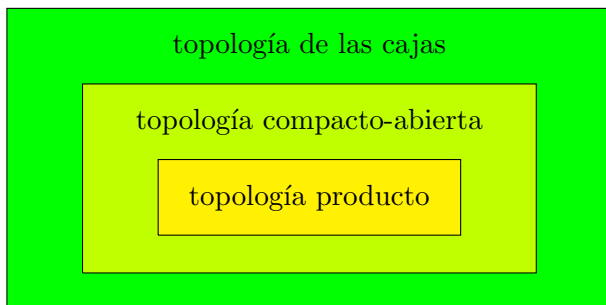 topología de las cajas
topología compacto-abierta
topología producto